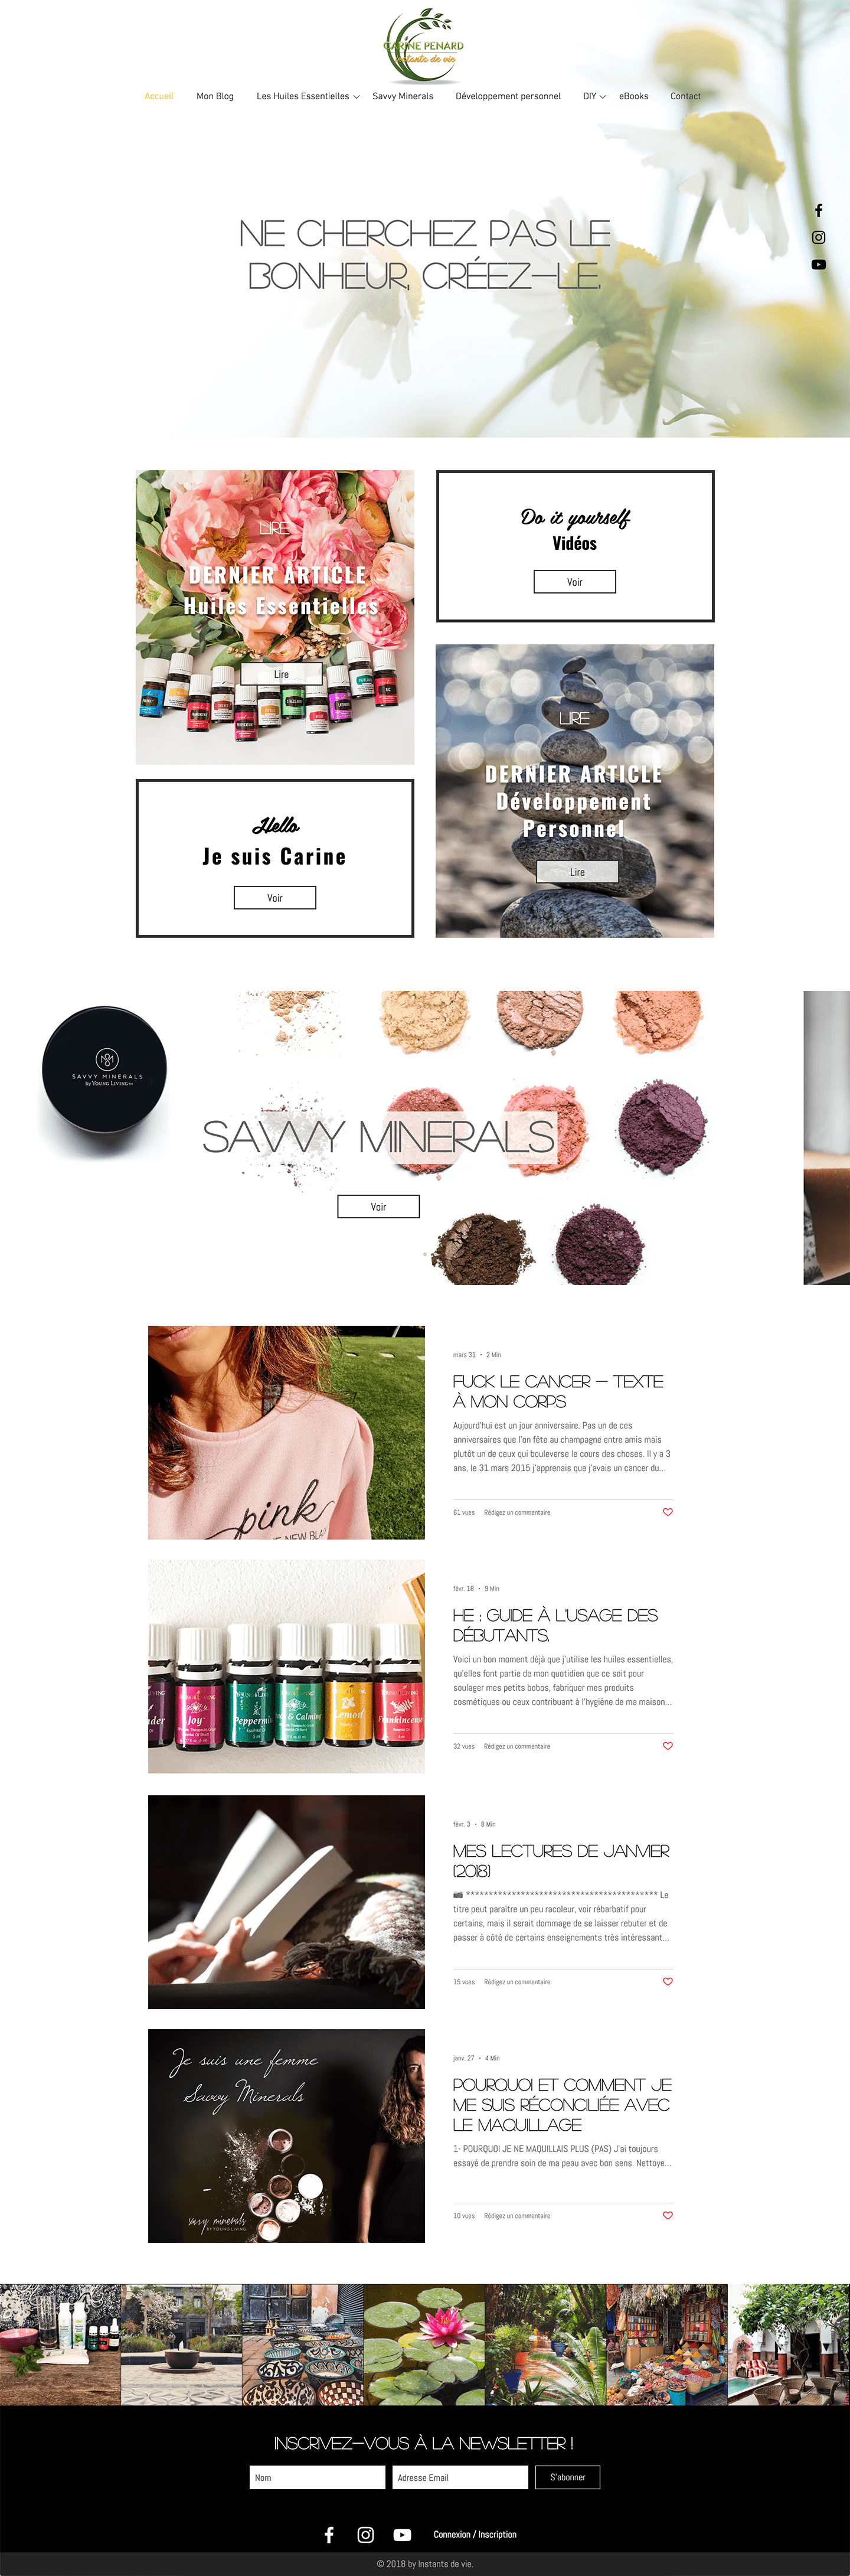 CARINE PENARD
Instants de vie
Accueil
Mon Blog
Les Huiles Essentielles
Savvy Minerals
Développement personnel
DIY
eBooks
Contact
NE CHERCHEZ PAS LE
BONHEUR, CRÉEZ-LE.
LIRE
DERNIER ARTICLE
Huiles Essentielles
Lire
Do it yourself
Vidéos
Voir
LIRE
DERNIER ARTICLE
Développement
Personnel
Lire
Hello
Je suis Carine
Voir
SAVVY MINERALS
by YOUNG LIVING™
SAVVY MINERALS
Voir
pink
mars 31 • 2 Min
FUCK LE CANCER - TEXTE
À MON CORPS
Aujourd'hui est un jour anniversaire. Pas un de ces
anniversaires que l'on fête au champagne entre amis mais
plutôt un de ceux qui bouleverse le cours des choses. Il y a 3
ans, le 31 mars 2015 j'apprenais que j'avais un cancer du...
61 vues
Rédigez un commentaire
Joy
Peppermint
& Calming
Lemon
Frankincense
févr. 18 • 9 Min
HE : GUIDE À L'USAGE DES
DÉBUTANTS.
Voici un bon moment déjà que j'utilise les huiles essentielles,
qu'elles font partie de mon quotidien que ce soit pour
soulager mes petits bobos, fabriquer mes produits
cosmétiques ou ceux contribuant à l'hygiène de ma maison...
32 vues
Rédigez un commentaire
févr. 3 • 8 Min
MES LECTURES DE JANVIER
(2018)
📷 ****************************************** Le
titre peut paraître un peu racoleur, voir rébarbatif pour
certains, mais il serait dommage de se laisser rebuter et de
passer à côté de certains enseignements très intéressant...
15 vues
Rédigez un commentaire
Je suis une femme
Savvy Minerals
savvy minerals
BY YOUNG LIVING
janv. 27 • 4 Min
POURQUOI ET COMMENT JE
ME SUIS RÉCONCILIÉE AVEC
LE MAQUILLAGE
1- POURQUOI JE NE MAQUILLAIS PLUS (PAS) J'ai toujours
essayé de prendre soin de ma peau avec bon sens. Nettoye...
10 vues
Rédigez un commentaire
INSCRIVEZ-VOUS À LA NEWSLETTER !
Nom
Adresse Email
S'abonner
Connexion / Inscription
© 2018 by Instants de vie.